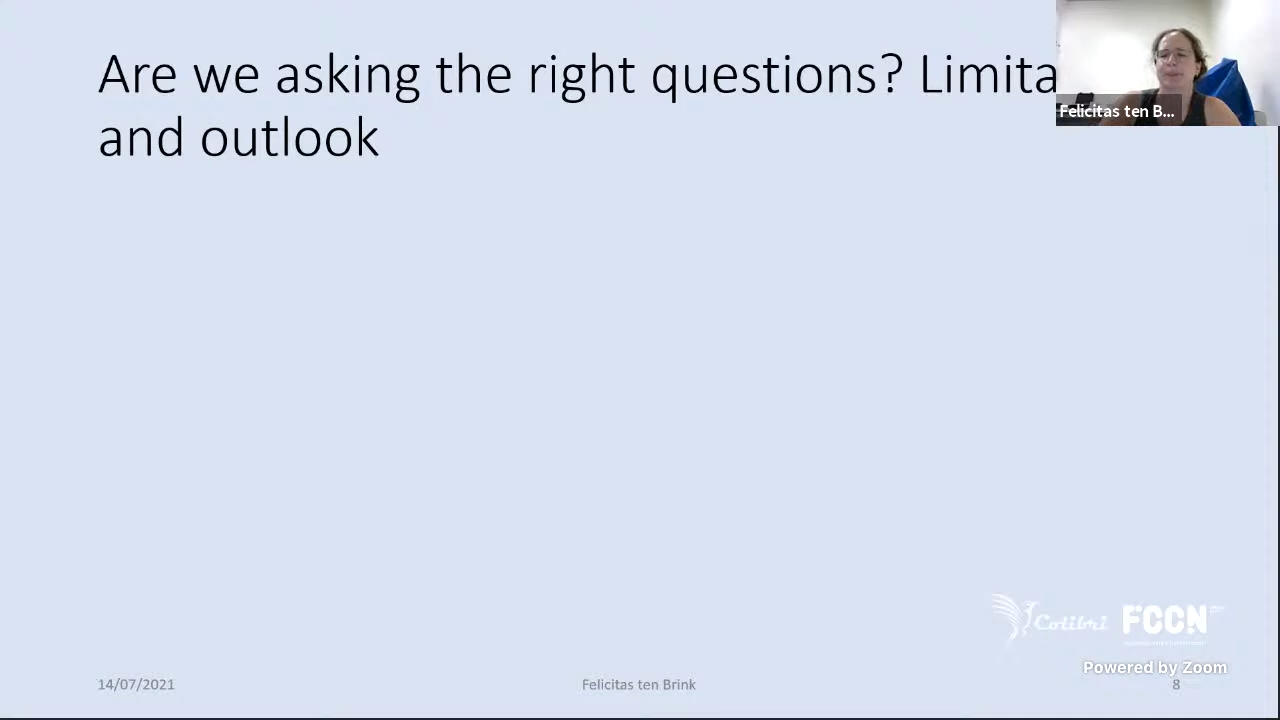 Are we asking the right questions? Limita
and outlook
Felicitas ten B...
Colibri FCCN
Powered by Zoom
14/07/2021 Felicitas ten Brink 8